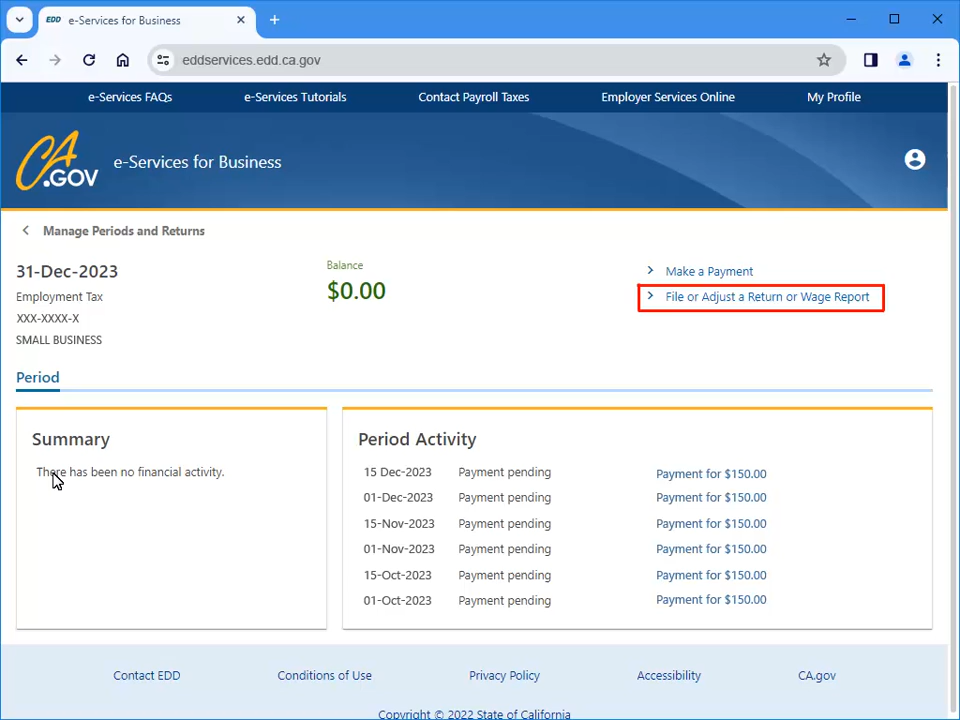 EDD e-Services for Business
eddservices.edd.ca.gov
e-Services FAQs e-Services Tutorials Contact Payroll Taxes Employer Services Online My Profile
CA.GOV e-Services for Business
Manage Periods and Returns
31-Dec-2023
Employment Tax
XXX-XXXX-X
SMALL BUSINESS
Balance
$0.00
Make a Payment
File or Adjust a Return or Wage Report
Period
Summary
There has been no financial activity.
Period Activity
15 Dec-2023 Payment pending Payment for $150.00
01-Dec-2023 Payment pending Payment for $150.00
15-Nov-2023 Payment pending Payment for $150.00
01-Nov-2023 Payment pending Payment for $150.00
15-Oct-2023 Payment pending Payment for $150.00
01-Oct-2023 Payment pending Payment for $150.00
Contact EDD Conditions of Use Privacy Policy Accessibility CA.gov
Copyright © 2022 State of California